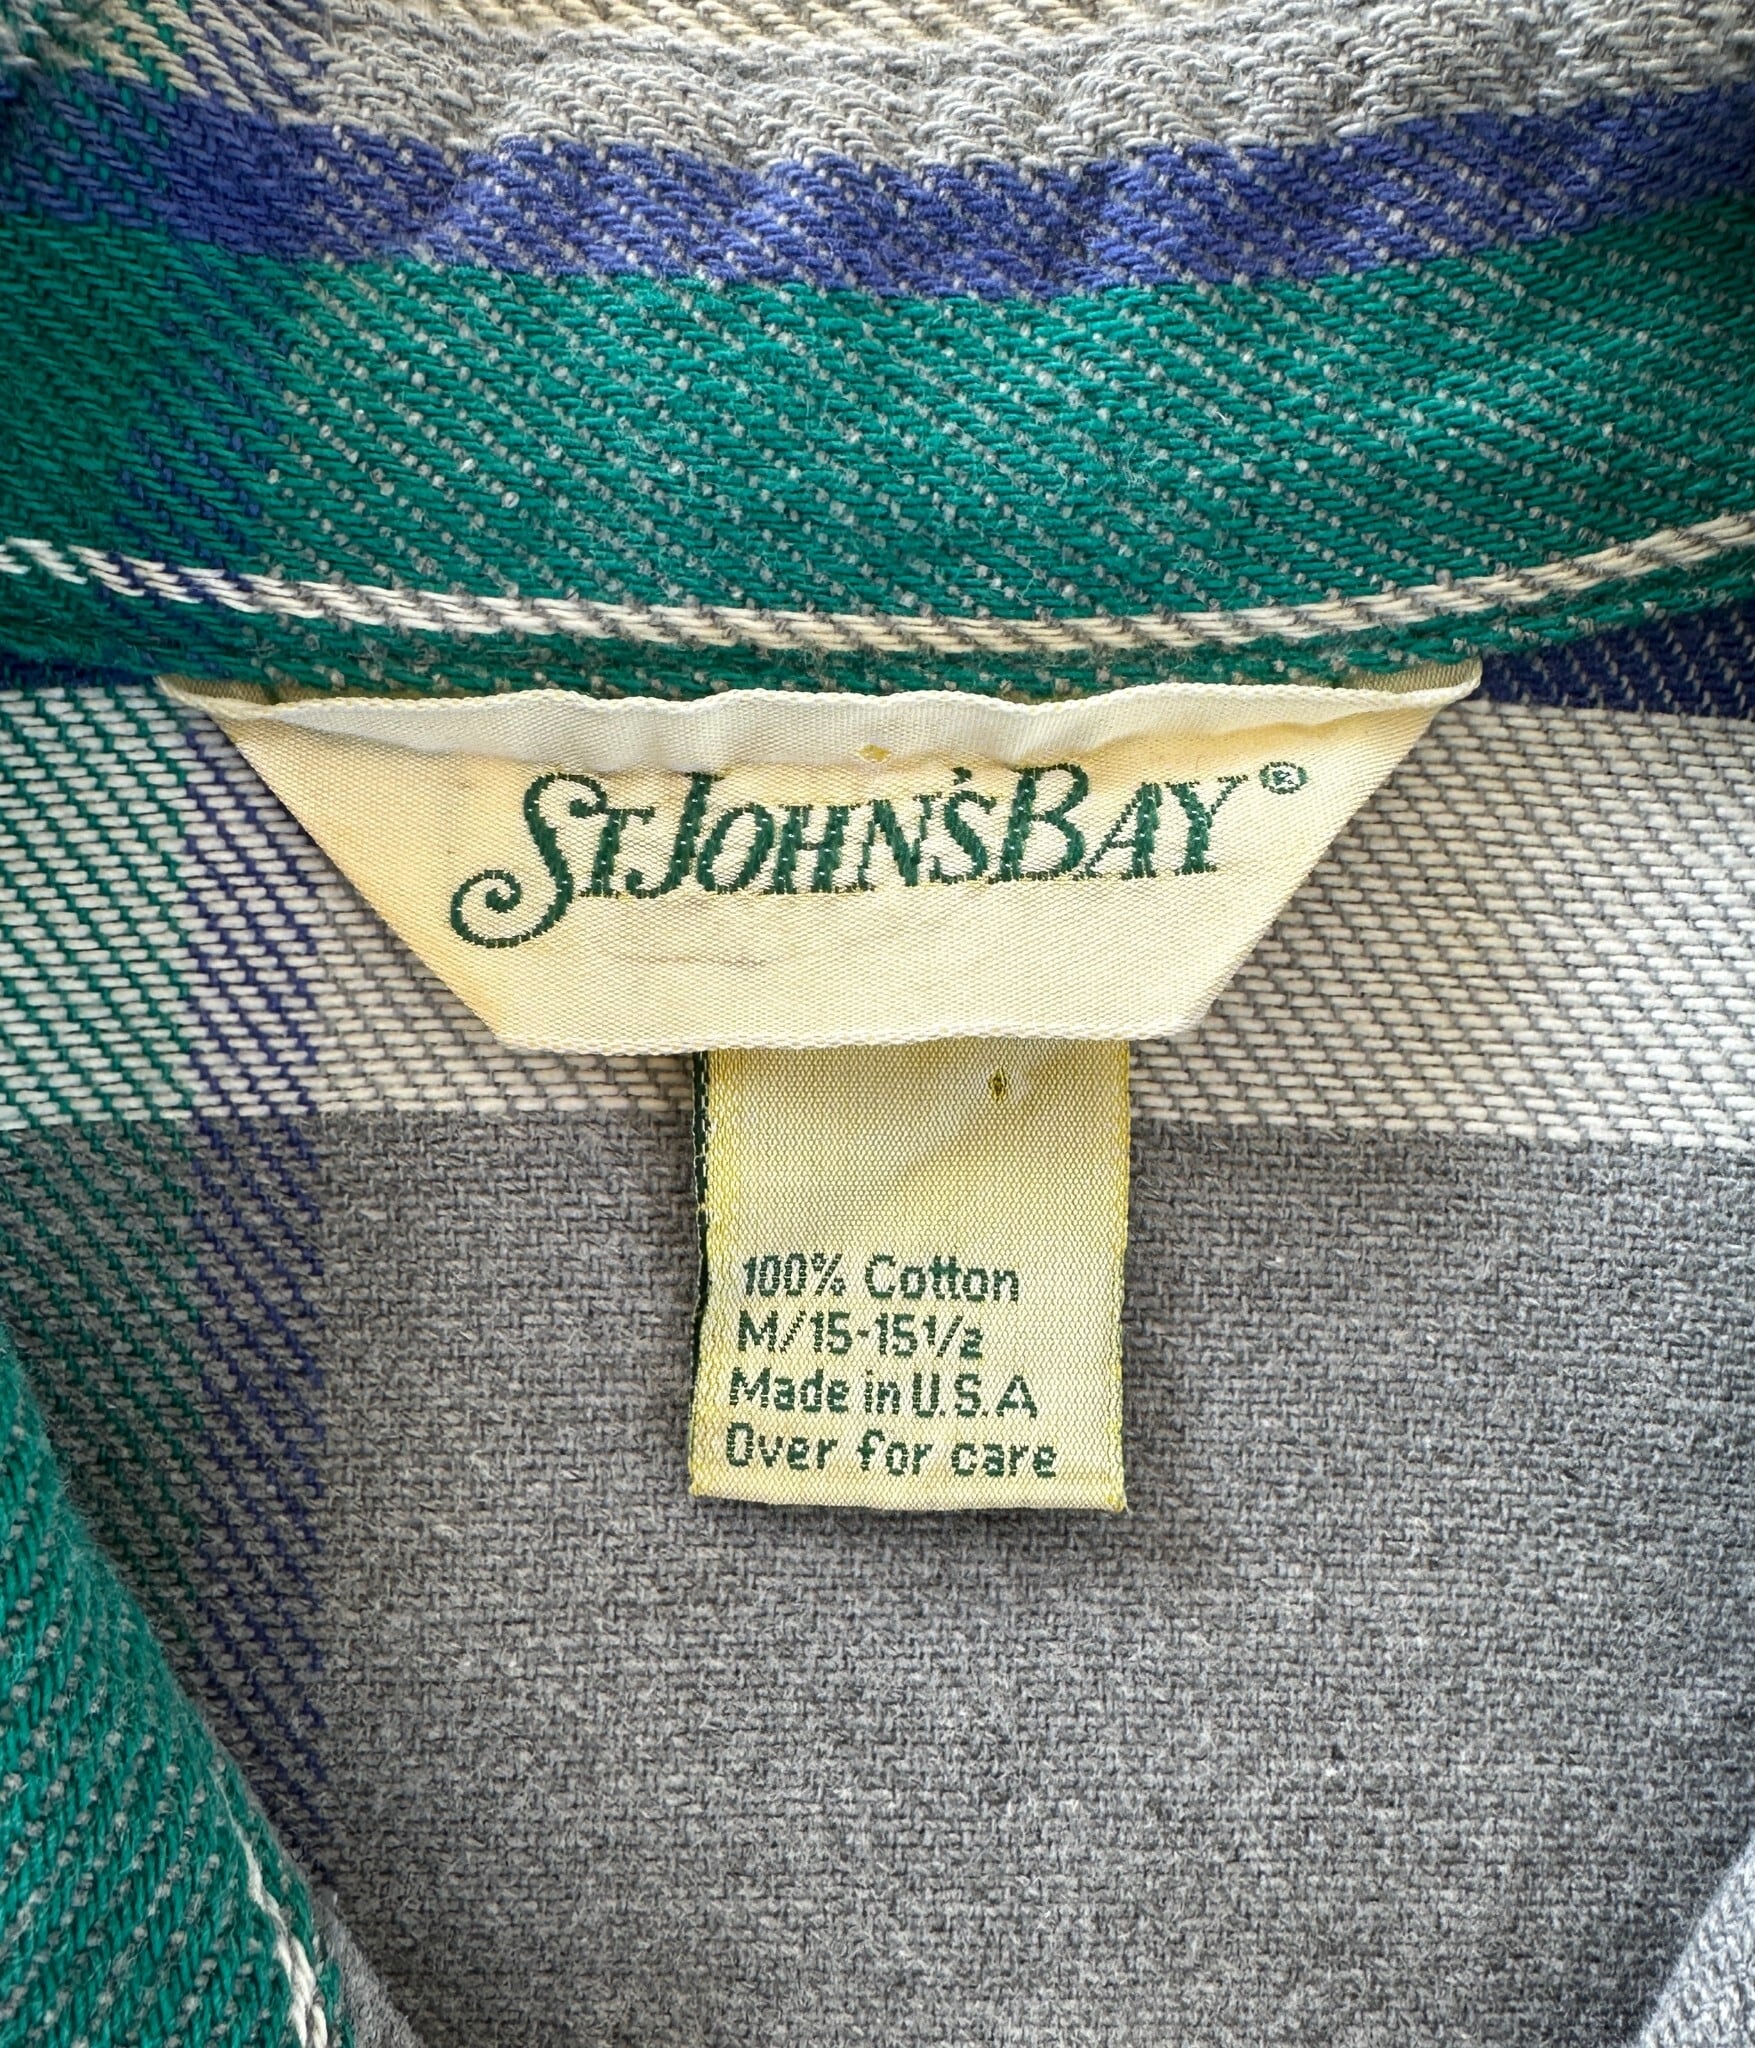 St John's Bay®
100% Cotton
M/15-15½
Made in U.S.A
Over for care